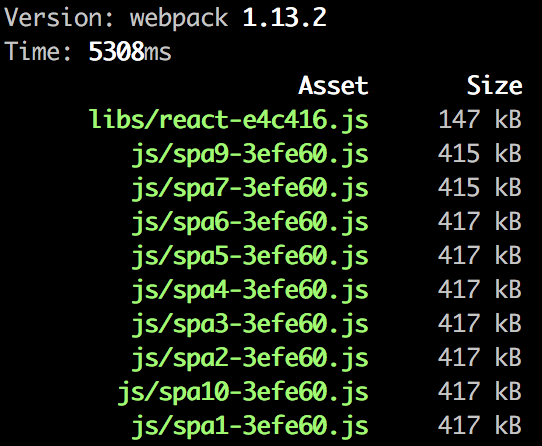 Version: webpack 1.13.2
Time: 5308ms
Asset Size
libs/react-e4c416.js 147 kB
js/spa9-3efe60.js 415 kB
js/spa7-3efe60.js 415 kB
js/spa6-3efe60.js 417 kB
js/spa5-3efe60.js 417 kB
js/spa4-3efe60.js 417 kB
js/spa3-3efe60.js 417 kB
js/spa2-3efe60.js 417 kB
js/spa10-3efe60.js 417 kB
js/spa1-3efe60.js 417 kB